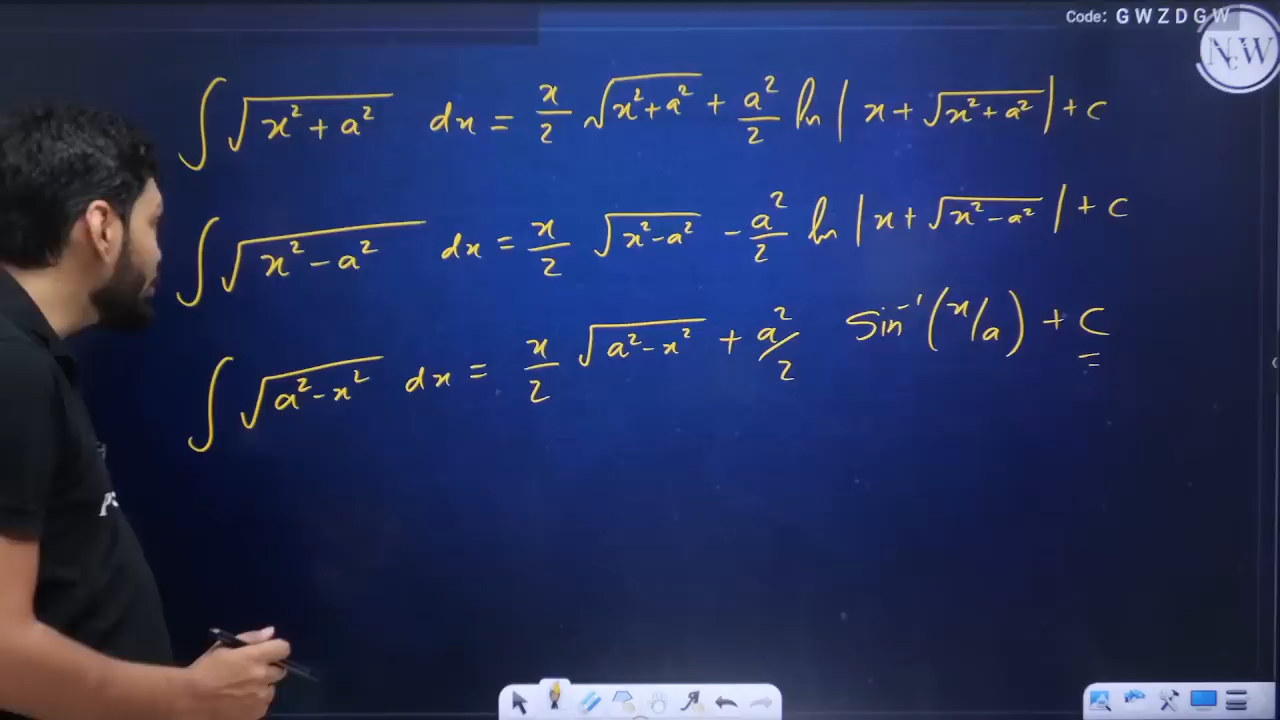 Code: G W Z D G W
NCW
∫ √(x² + a²) dx = x/2 √(x² + a²) + a²/2 ln | x + √(x² + a²) | + c
∫ √(x² - a²) dx = x/2 √(x² - a²) - a²/2 ln | x + √(x² - a²) | + c
∫ √(a² - x²) dx = x/2 √(a² - x²) + a²/2 Sin⁻¹ (x/a) + C